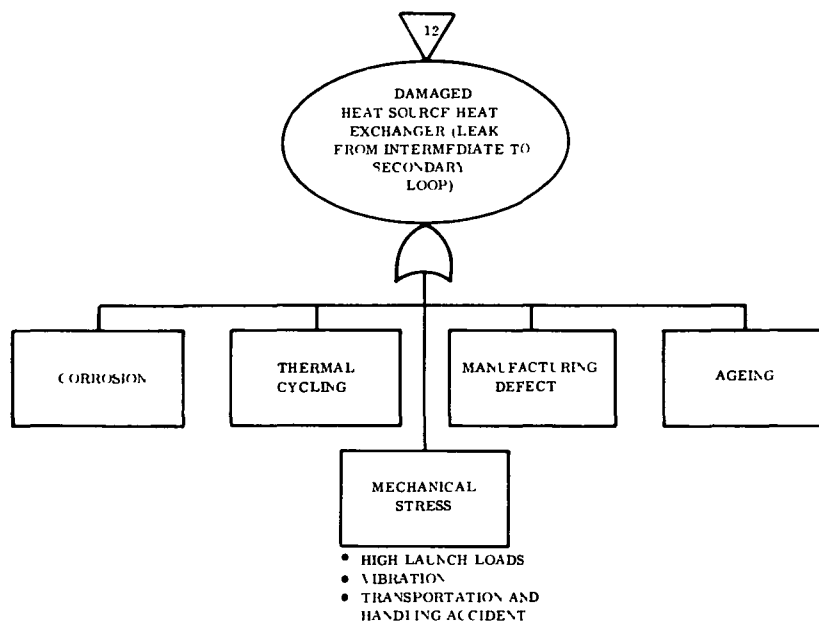 12
DAMAGED
HEAT SOURCE HEAT
EXCHANGER (LEAK
FROM INTERMEDIATE TO
SECONDARY
LOOP)
CORROSION
THERMAL
CYCLING
MANUFACTURING
DEFECT
AGEING
MECHANICAL
STRESS
• HIGH LAUNCH LOADS
• VIBRATION
• TRANSPORTATION AND
HANDLING ACCIDENT